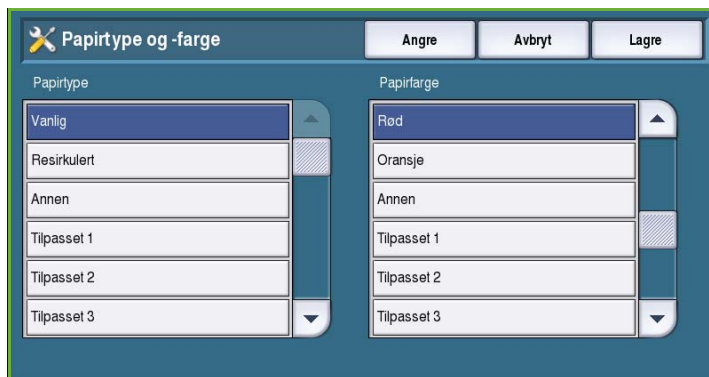 Papirtype og -farge
Angre
Avbryt
Lagre
Papirtype
Vanlig
Resirkulert
Annen
Tilpasset 1
Tilpasset 2
Tilpasset 3
Papirfarge
Rød
Oransje
Annen
Tilpasset 1
Tilpasset 2
Tilpasset 3